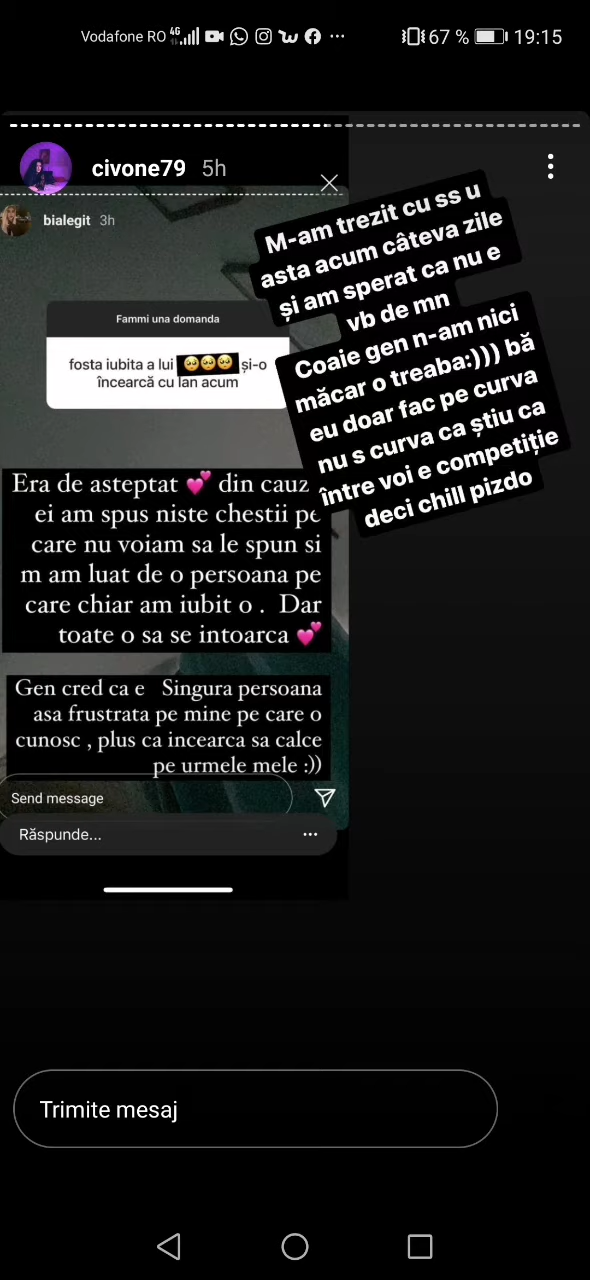 Vodafone RO 4G 67 % 19:15
civone79 5h
bialegit 3h
M-am trezit cu ss u
asta acum câteva zile
și am sperat ca nu e
vb de mn
Coaie gen n-am nici
măcar o treaba:))) bă
eu doar fac pe curva
nu s curva ca știu ca
între voi e competiție
deci chill pizdo
Fammi una domanda
fosta iubita a lui 🥺🥺🥺 și-o
încearcă cu Ian acum
Era de asteptat 💕 din cauz
ei am spus niste chestii pe
care nu voiam sa le spun si
m am luat de o persoana pe
care chiar am iubit o . Dar
toate o sa se intoarca 💕
Gen cred ca e Singura persoana
asa frustrata pe mine pe care o
cunosc , plus ca incearca sa calce
pe urmele mele :))
Send message
Răspunde...
Trimite mesaj